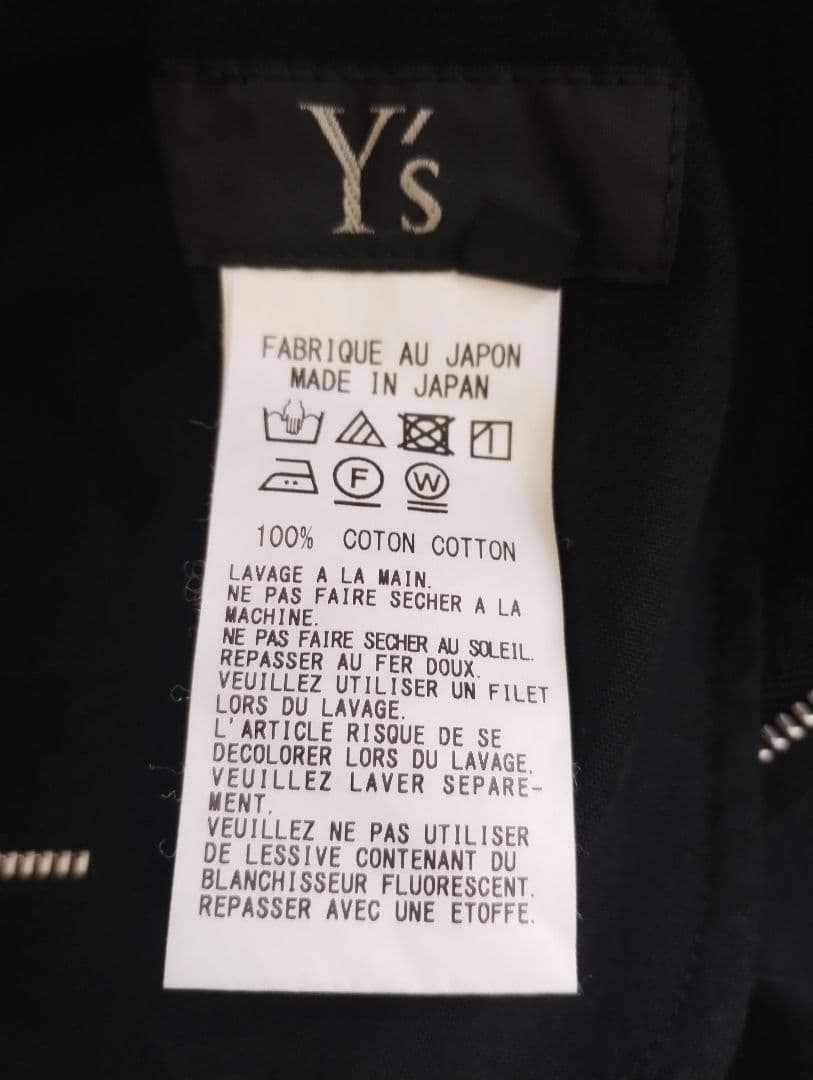 Y's
FABRIQUE AU JAPON
MADE IN JAPAN
F W
100% COTON COTTON
LAVAGE A LA MAIN.
NE PAS FAIRE SECHER A LA
MACHINE.
NE PAS FAIRE SECHER AU SOLEIL.
REPASSER AU FER DOUX.
VEUILLEZ UTILISER UN FILET
LORS DU LAVAGE.
L'ARTICLE RISQUE DE SE
DECOLORER LORS DU LAVAGE.
VEUILLEZ LAVER SEPARE-
MENT.
VEUILLEZ NE PAS UTILISER
DE LESSIVE CONTENANT DU
BLANCHISSEUR FLUORESCENT.
REPASSER AVEC UNE ETOFFE.